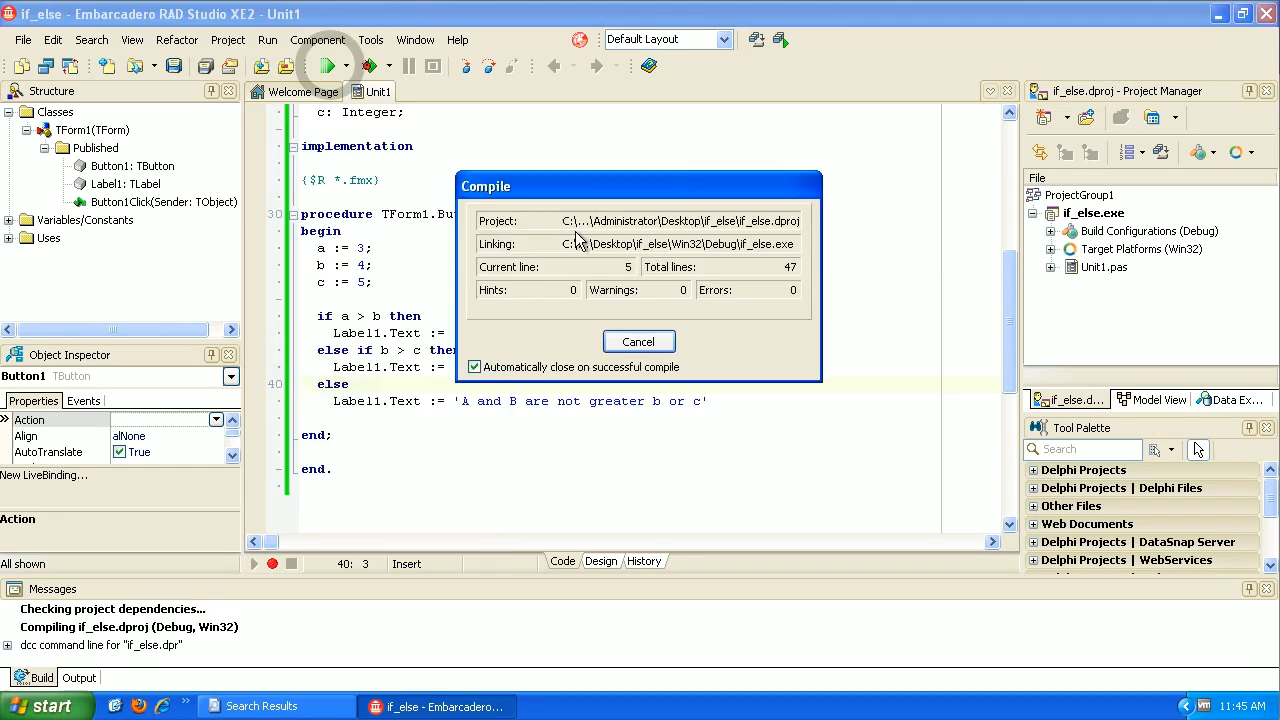 if_else - Embarcadero RAD Studio XE2 - Unit1
File Edit Search View Refactor Project Run Component Tools Window Help
Default Layout
Structure
Classes
TForm1(TForm)
Published
Button1: TButton
Label1: TLabel
Button1Click(Sender: TObject)
Variables/Constants
Uses
Object Inspector
Button1 TButton
Properties Events
Action
Align alNone
AutoTranslate True
New LiveBinding...
Action
All shown
Welcome Page Unit1
c: Integer;
implementation
{$R *.fmx}
30 procedure TForm1.Bu
begin
a := 3;
b := 4;
c := 5;
if a > b then
Label1.Text :=
else if b > c then
Label1.Text :=
40 else
Label1.Text := 'A and B are not greater b or c'
end;
end.
40: 3 Insert Code Design History
Compile
Project: C:\...\Administrator\Desktop\if_else\if_else.dproj
Linking: C:\...\Desktop\if_else\Win32\Debug\if_else.exe
Current line: 5 Total lines: 47
Hints: 0 Warnings: 0 Errors: 0
Cancel
Automatically close on successful compile
if_else.dproj - Project Manager
File
ProjectGroup1
if_else.exe
Build Configurations (Debug)
Target Platforms (Win32)
Unit1.pas
if_else.d... Model View Data Ex...
Tool Palette
Search
Delphi Projects
Delphi Projects | Delphi Files
Other Files
Web Documents
Delphi Projects | DataSnap Server
Delphi Projects | WebServices
Messages
Checking project dependencies...
Compiling if_else.dproj (Debug, Win32)
dcc command line for "if_else.dpr"
Build Output
start Search Results if_else - Embarcadero... 11:45 AM